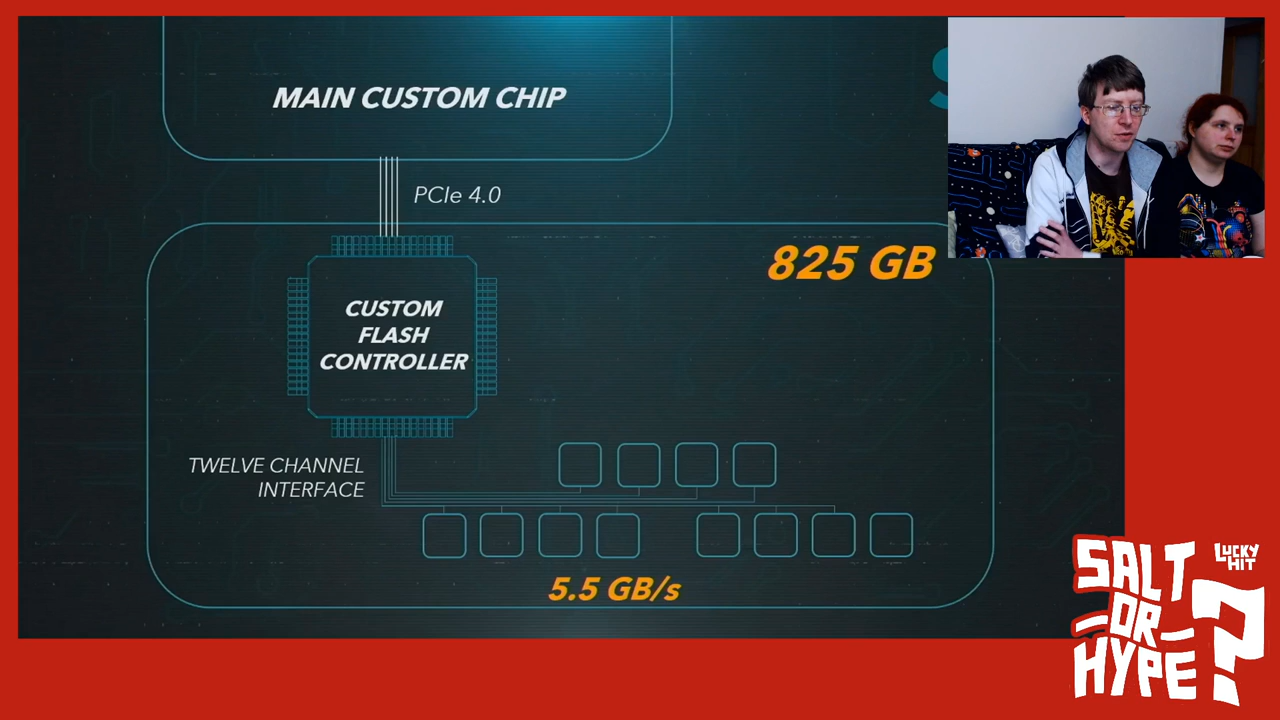 MAIN CUSTOM CHIP
PCIe 4.0
825 GB
CUSTOM
FLASH
CONTROLLER
TWELVE CHANNEL
INTERFACE
5.5 GB/s
SALT
OR
HYPE
?
LUCKY
HIT